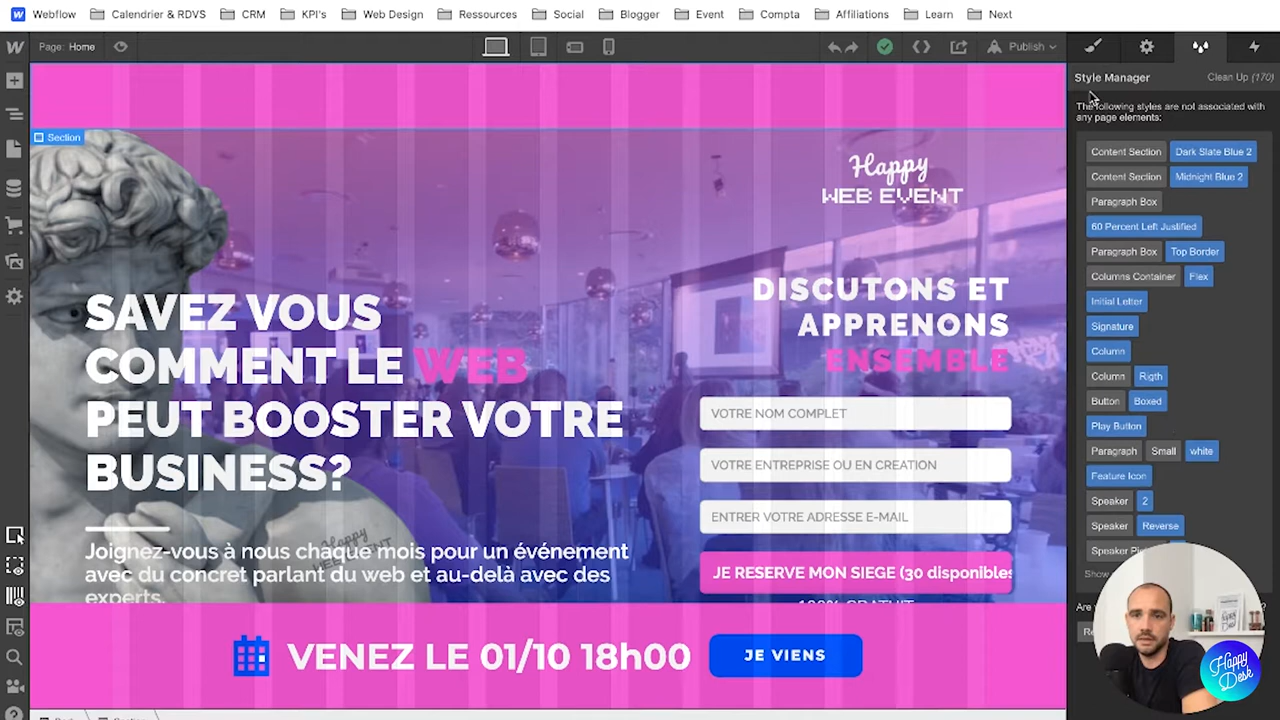 Webflow
Calendrier & RDVS
CRM
KPI's
Web Design
Ressources
Social
Blogger
Event
Compta
Affiliations
Learn
Next
Page: Home
Publish
Style Manager
Clean Up (170)
The following styles are not associated with
any page elements:
Content Section Dark Slate Blue 2
Content Section Midnight Blue 2
Paragraph Box
60 Percent Left Justified
Paragraph Box Top Border
Columns Container Flex
Initial Letter
Signature
Column
Column Rigth
Button Boxed
Play Button
Paragraph Small white
Feature Icon
Speaker 2
Speaker Reverse
Speaker
Show
Section
Happy
WEB EVENT
SAVEZ VOUS
COMMENT LE WEB
PEUT BOOSTER VOTRE
BUSINESS?
Joignez-vous à nous chaque mois pour un événement
avec du concret parlant du web et au-delà avec des
experts.
DISCUTONS ET
APPRENONS
ENSEMBLE
VOTRE NOM COMPLET
VOTRE ENTREPRISE OU EN CREATION
ENTRER VOTRE ADRESSE E-MAIL
JE RESERVE MON SIEGE (30 disponibles
100% GRATUIT
VENEZ LE 01/10 18h00
JE VIENS
Happy
Desk